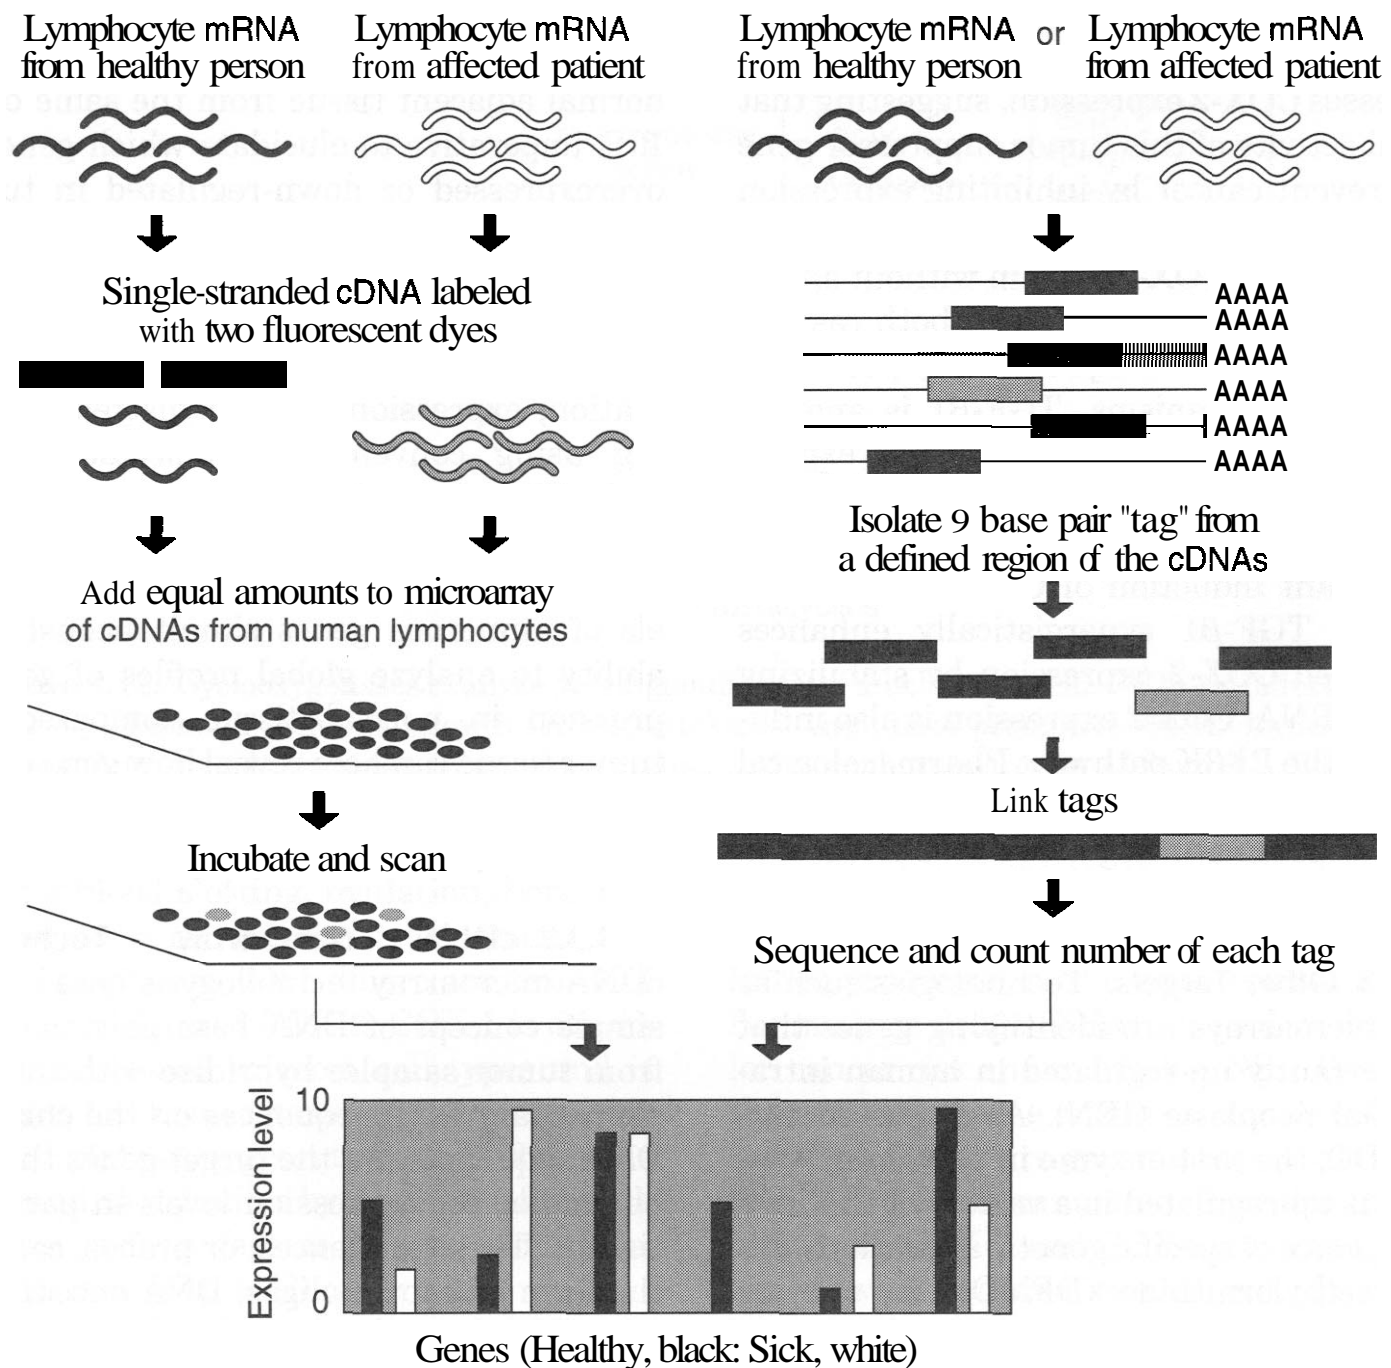 Lymphocyte mRNA
from healthy person
Lymphocyte mRNA
from affected patient
Single-stranded cDNA labeled
with two fluorescent dyes
Add equal amounts to microarray
of cDNAs from human lymphocytes
Incubate and scan
Lymphocyte mRNA
from healthy person
or
Lymphocyte mRNA
from affected patient
AAAA
AAAA
AAAA
AAAA
AAAA
AAAA
Isolate 9 base pair "tag" from
a defined region of the cDNAs
Link tags
Sequence and count number of each tag
Expression level
10
0
Genes (Healthy, black: Sick, white)